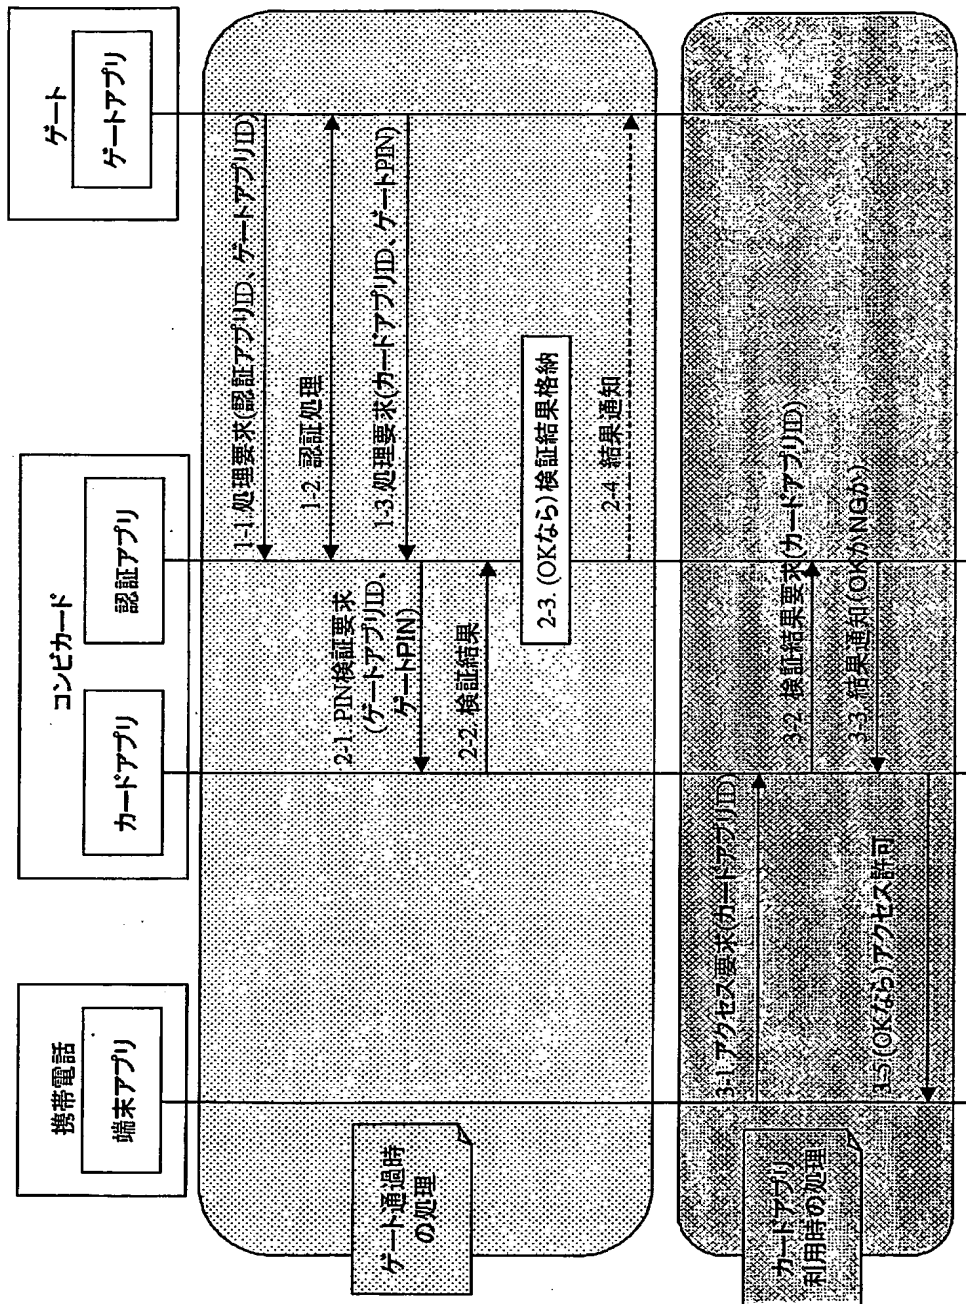 携帯電話
端末アプリ
コンビカード
カードアプリ
認証アプリ
ゲート
ゲートアプリ
ゲート通過時
の処理
1-1. 処理要求(認証アプリID、ゲートアプリID)
1-2. 認証処理
1-3. 処理要求(カードアプリID、ゲートPIN)
2-1. PIN検証要求
(ゲートアプリID、
ゲートPIN)
2-2. 検証結果
2-3. (OKなら)検証結果格納
2-4. 結果通知
カードアプリ
利用時の処理
3-1. アクセス要求(カードアプリID)
3-2. 検証結果要求(カードアプリID)
3-3. 結果通知(OKかNGか)
3-5 (OKなら)アクセス許可